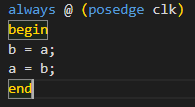 always @ (posedge clk)
begin
b = a;
a = b;
end